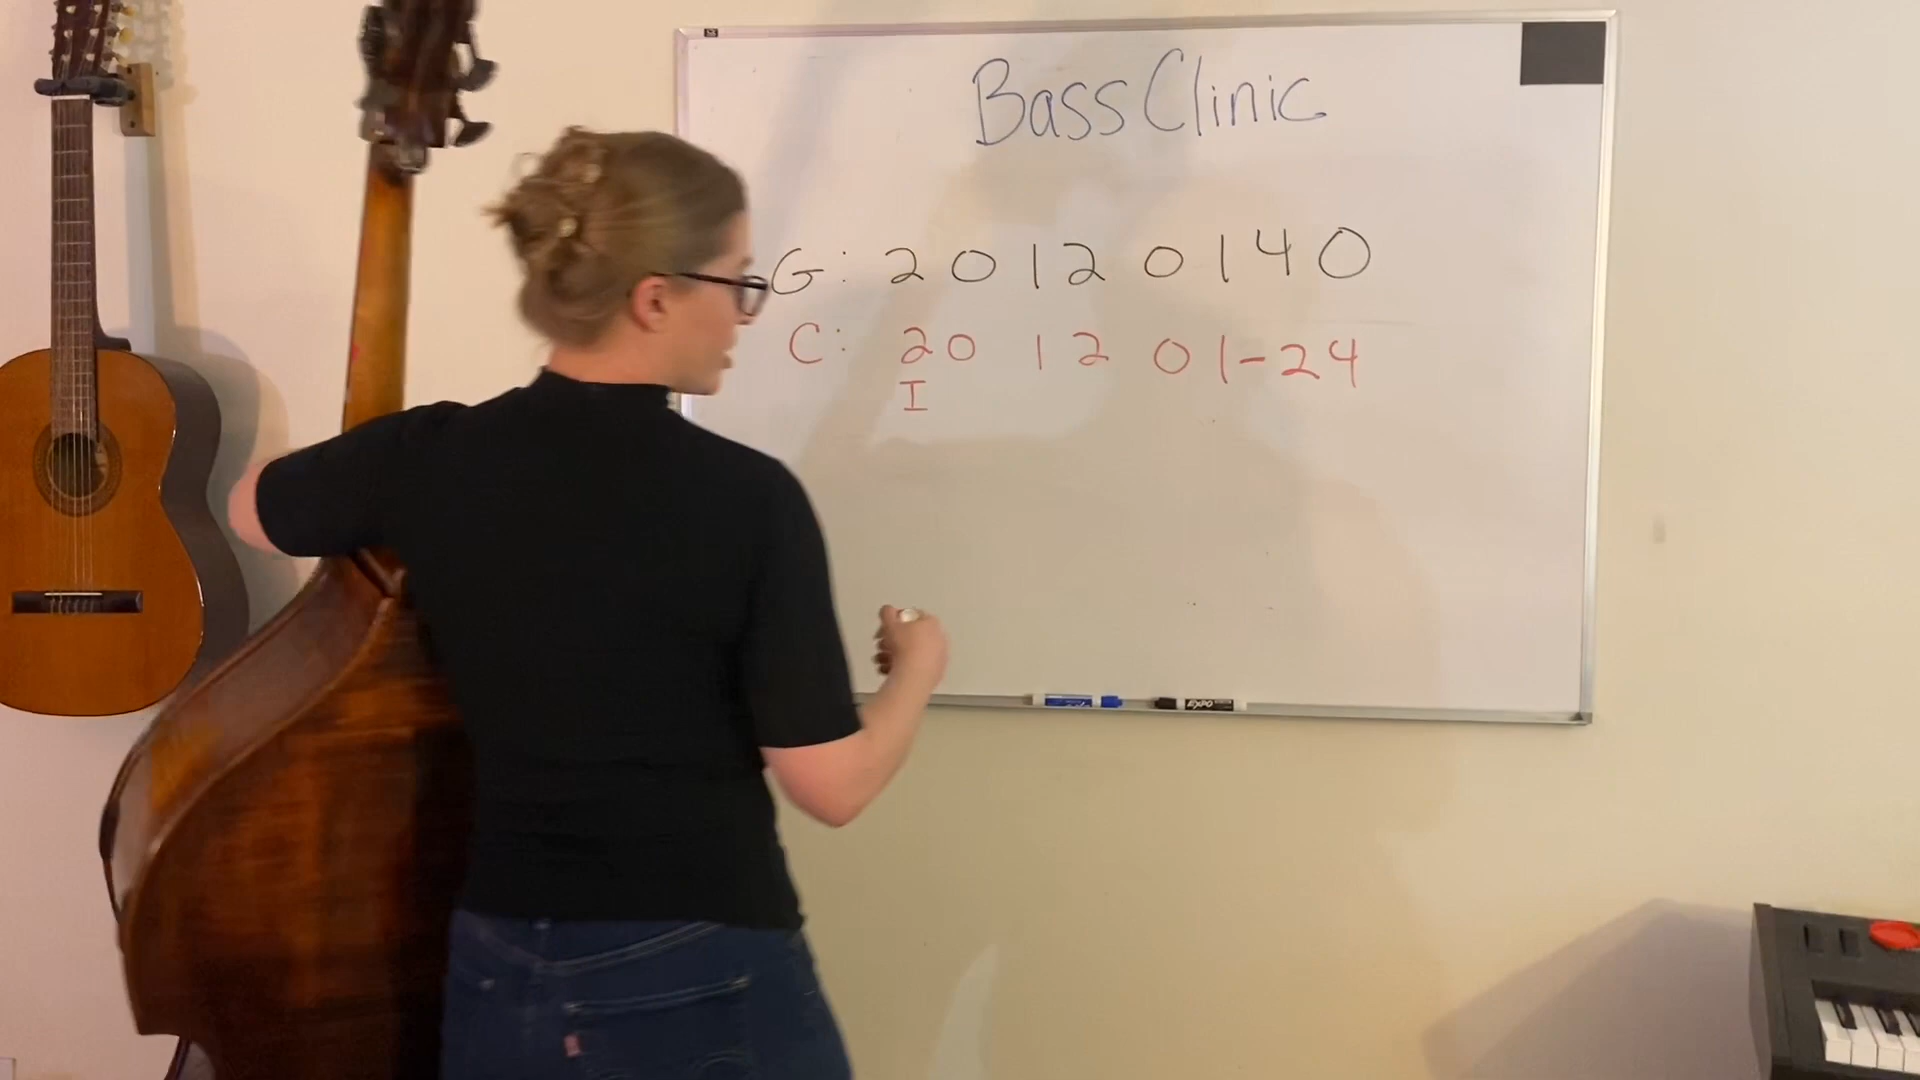 Bass Clinic
G: 2 0 1 2 0 1 4 0
C: 2 0 1 2 0 1-2 4
I
EXPO